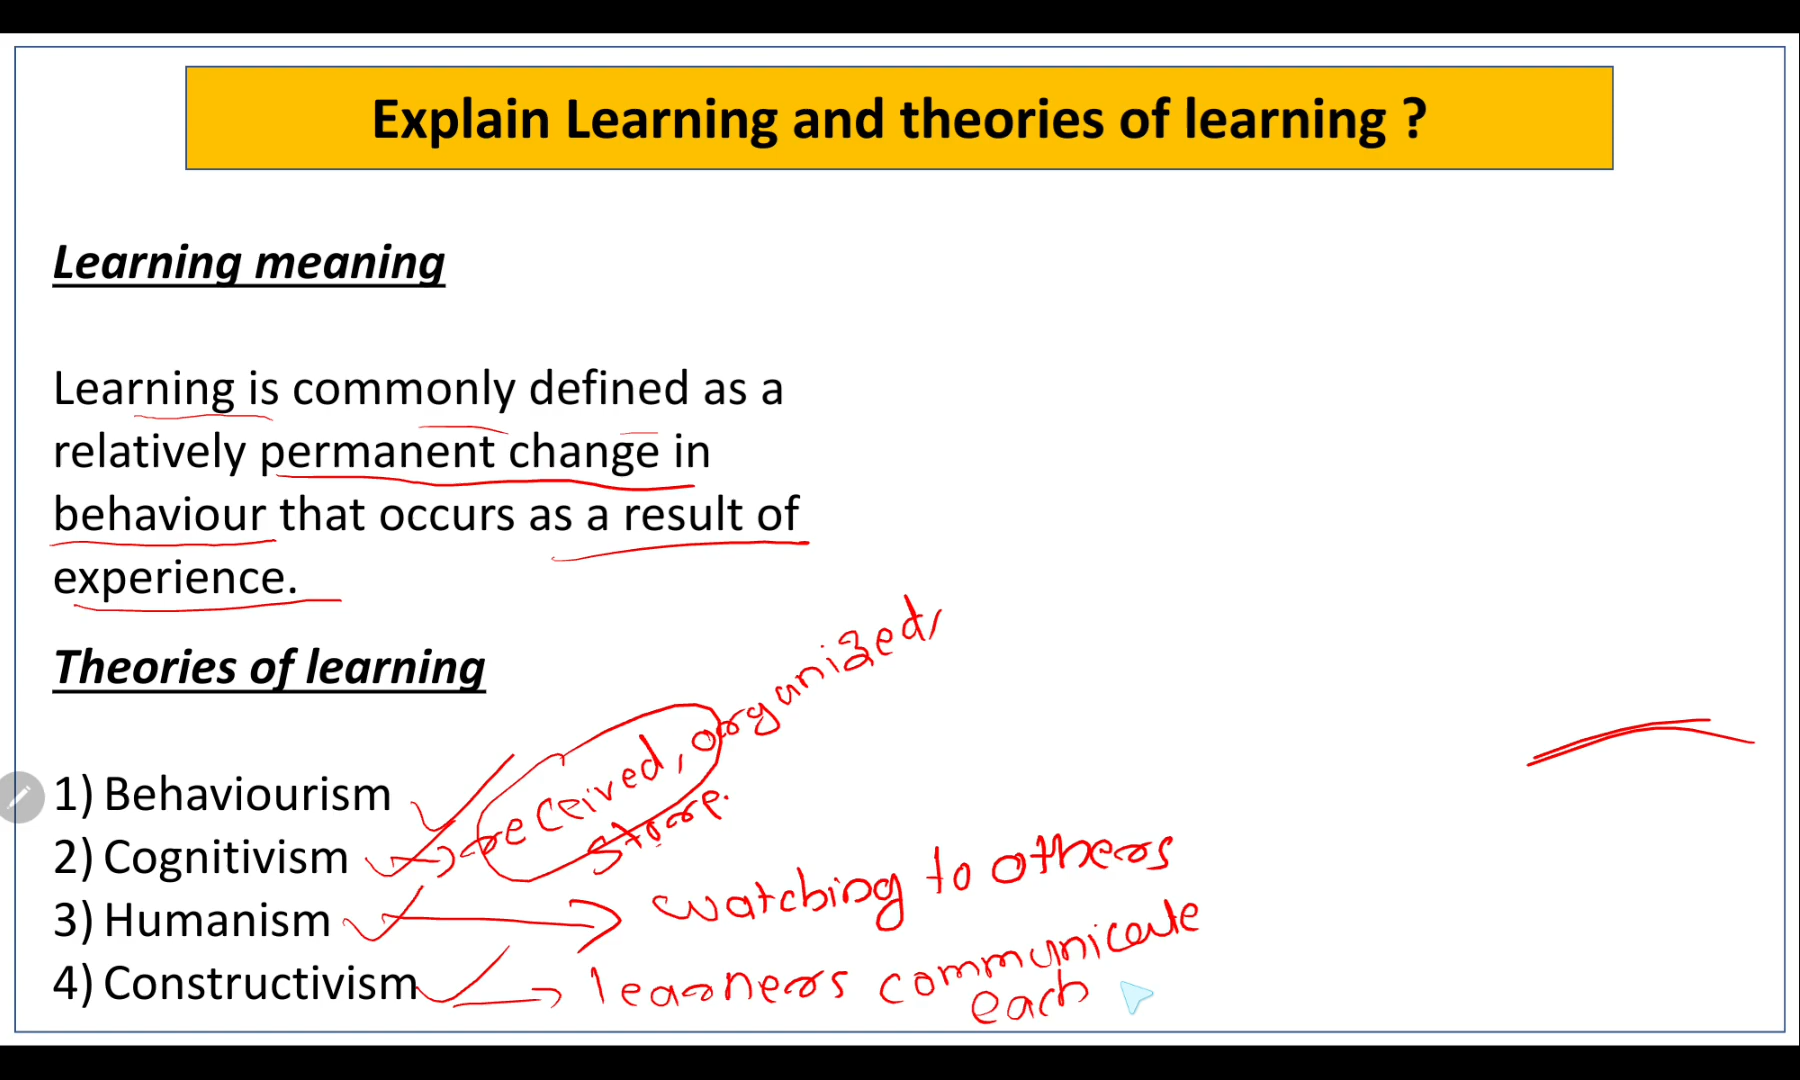 Explain Learning and theories of learning ?
Learning meaning
Learning is commonly defined as a
relatively permanent change in
behaviour that occurs as a result of
experience.
Theories of learning
1) Behaviourism
2) Cognitivism
received, organized,
store.
3) Humanism
watching to others
4) Constructivism
learners communicate
each